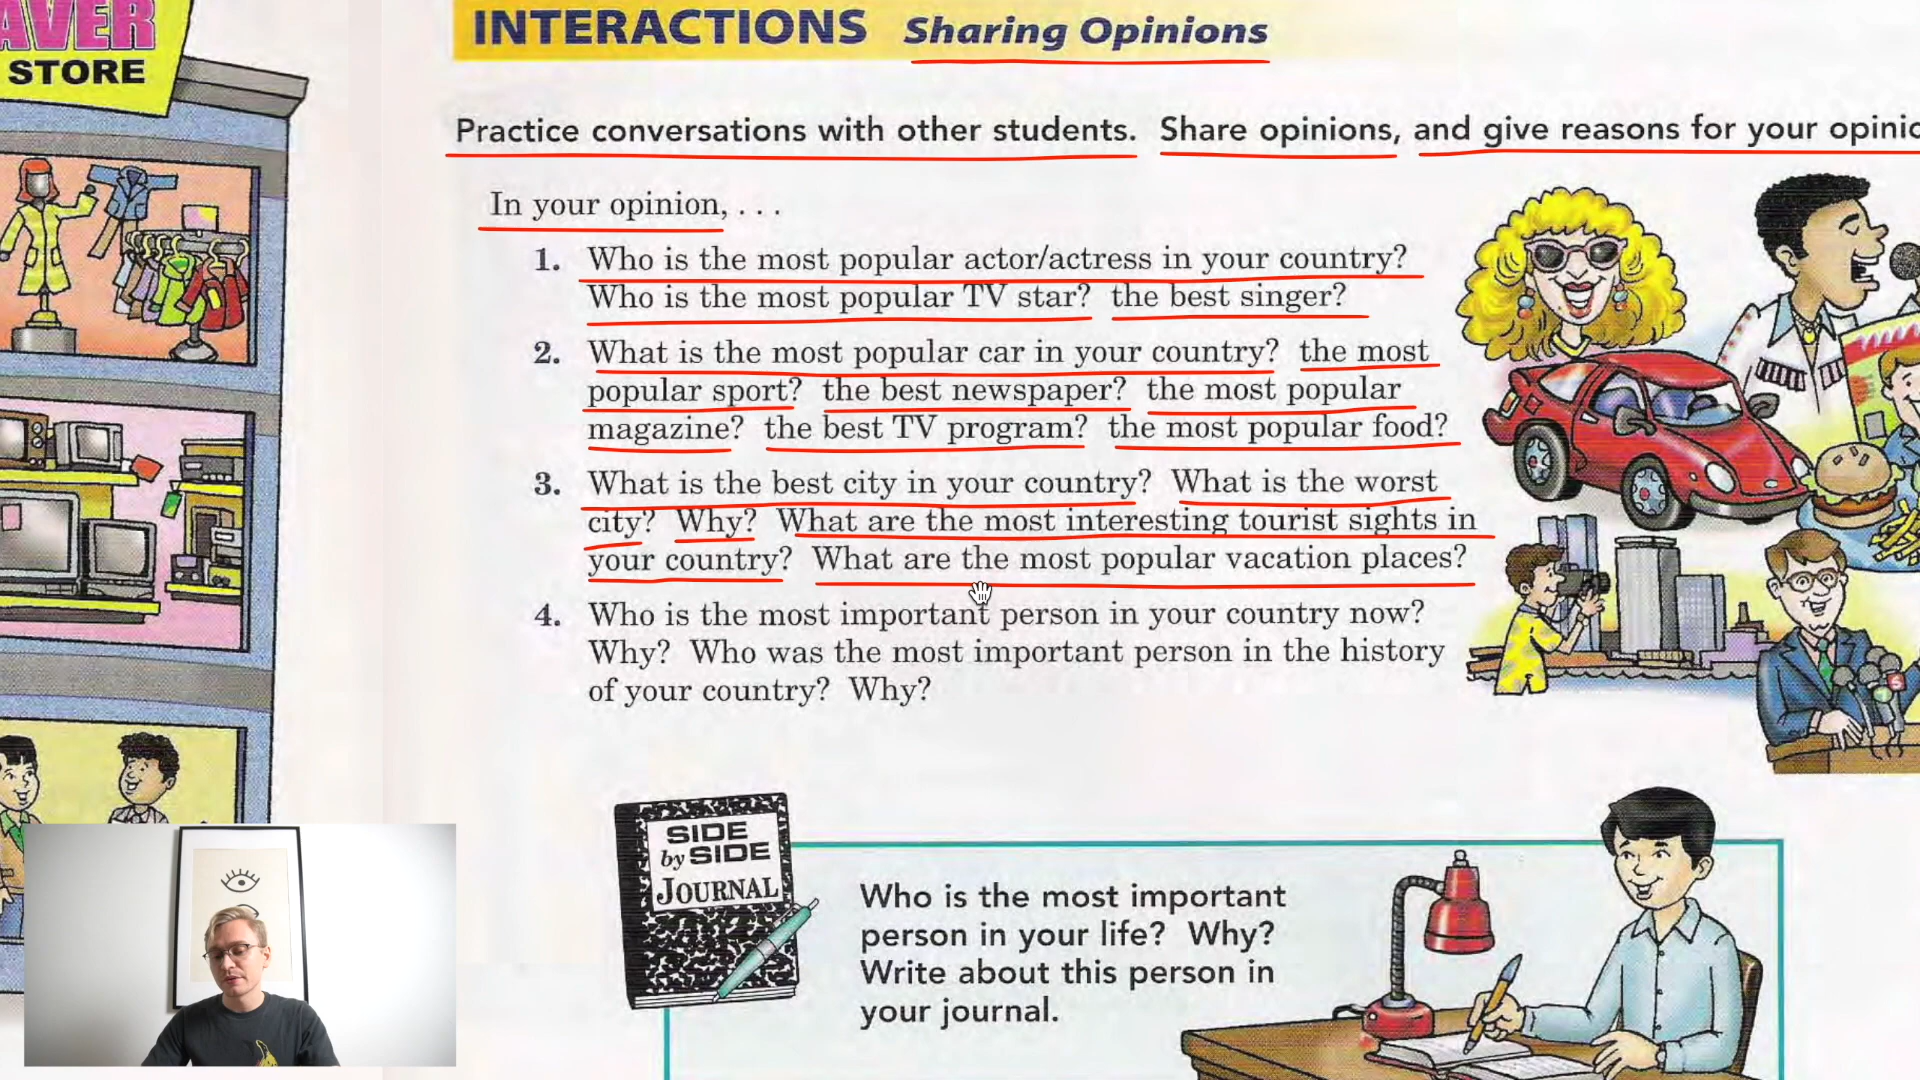 AVER
STORE
INTERACTIONS Sharing Opinions
Practice conversations with other students. Share opinions, and give reasons for your
In your opinion, . . .
1. Who is the most popular actor/actress in your country?
Who is the most popular TV star? the best singer?
2. What is the most popular car in your country? the most
popular sport? the best newspaper? the most popular
magazine? the best TV program? the most popular food?
3. What is the best city in your country? What is the worst
city? Why? What are the most interesting tourist sights in
your country? What are the most popular vacation places?
4. Who is the most important person in your country now?
Why? Who was the most important person in the history
of your country? Why?
5
SIDE
by SIDE
JOURNAL
Who is the most important
person in your life? Why?
Write about this person in
your journal.